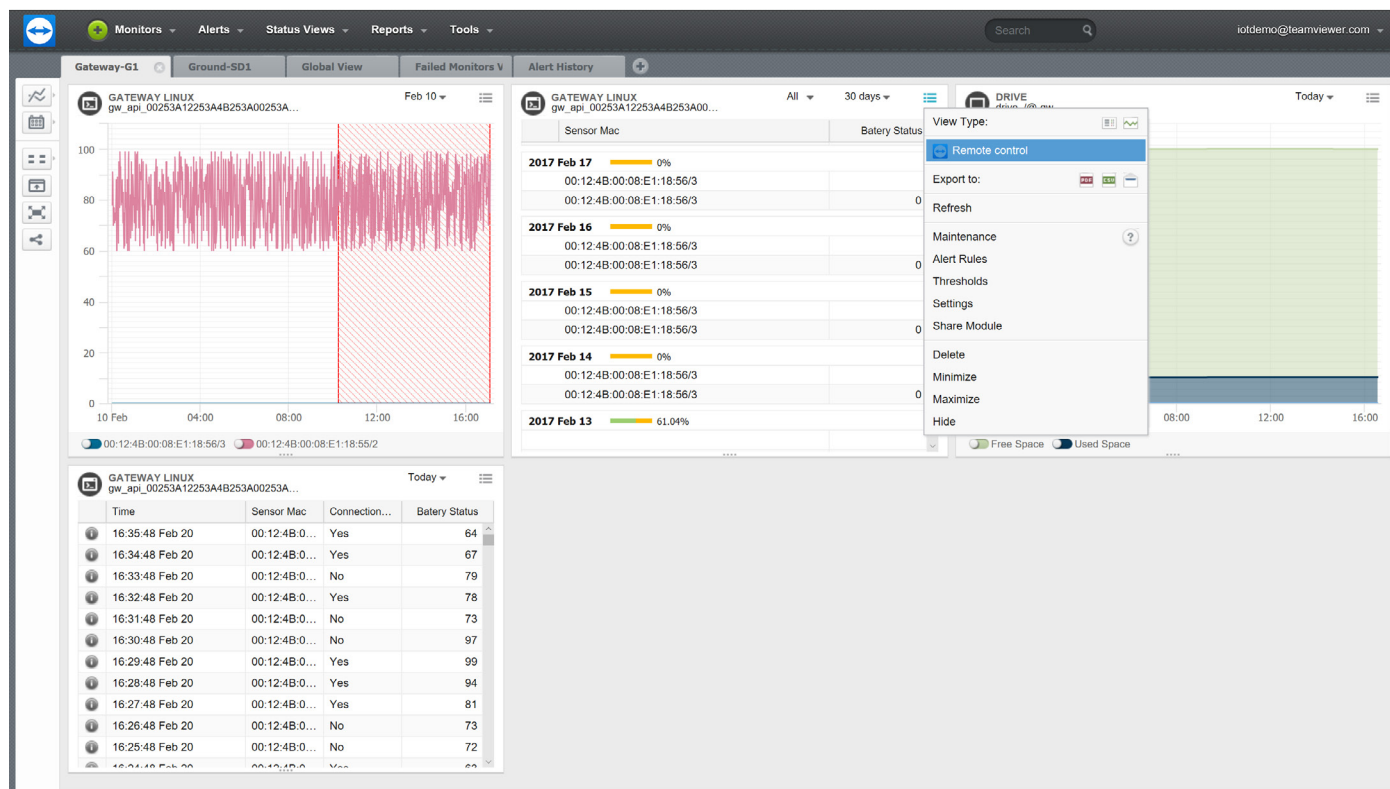 Monitors Alerts Status Views Reports Tools Search iotdemo@teamviewer.com
Gateway-G1 Ground-SD1 Global View Failed Monitors V Alert History
GATEWAY LINUX
gw_api_00253A12253A4B253A00253A...
Feb 10
100
80
60
40
20
0
10 Feb 04:00 08:00 12:00 16:00
00:12:4B:00:08:E1:18:56/3 00:12:4B:00:08:E1:18:55/2
GATEWAY LINUX
gw_api_00253A12253A4B253A00...
All 30 days
Sensor Mac Batery Status
2017 Feb 17 0%
00:12:4B:00:08:E1:18:56/3
00:12:4B:00:08:E1:18:56/3 0
2017 Feb 16 0%
00:12:4B:00:08:E1:18:56/3
00:12:4B:00:08:E1:18:56/3 0
2017 Feb 15 0%
00:12:4B:00:08:E1:18:56/3
00:12:4B:00:08:E1:18:56/3 0
2017 Feb 14 0%
00:12:4B:00:08:E1:18:56/3
00:12:4B:00:08:E1:18:56/3 0
2017 Feb 13 61.04%
DRIVE
Today
View Type:
Remote control
Export to: PDF CSV
Refresh
Maintenance ?
Alert Rules
Thresholds
Settings
Share Module
Delete
Minimize
Maximize
Hide
08:00 12:00 16:00
Free Space Used Space
GATEWAY LINUX
gw_api_00253A12253A4B253A00253A...
Today
Time Sensor Mac Connection... Batery Status
16:35:48 Feb 20 00:12:4B:0... Yes 64
16:34:48 Feb 20 00:12:4B:0... Yes 67
16:33:48 Feb 20 00:12:4B:0... No 79
16:32:48 Feb 20 00:12:4B:0... Yes 78
16:31:48 Feb 20 00:12:4B:0... No 73
16:30:48 Feb 20 00:12:4B:0... No 97
16:29:48 Feb 20 00:12:4B:0... Yes 99
16:28:48 Feb 20 00:12:4B:0... Yes 94
16:27:48 Feb 20 00:12:4B:0... Yes 81
16:26:48 Feb 20 00:12:4B:0... No 73
16:25:48 Feb 20 00:12:4B:0... No 72